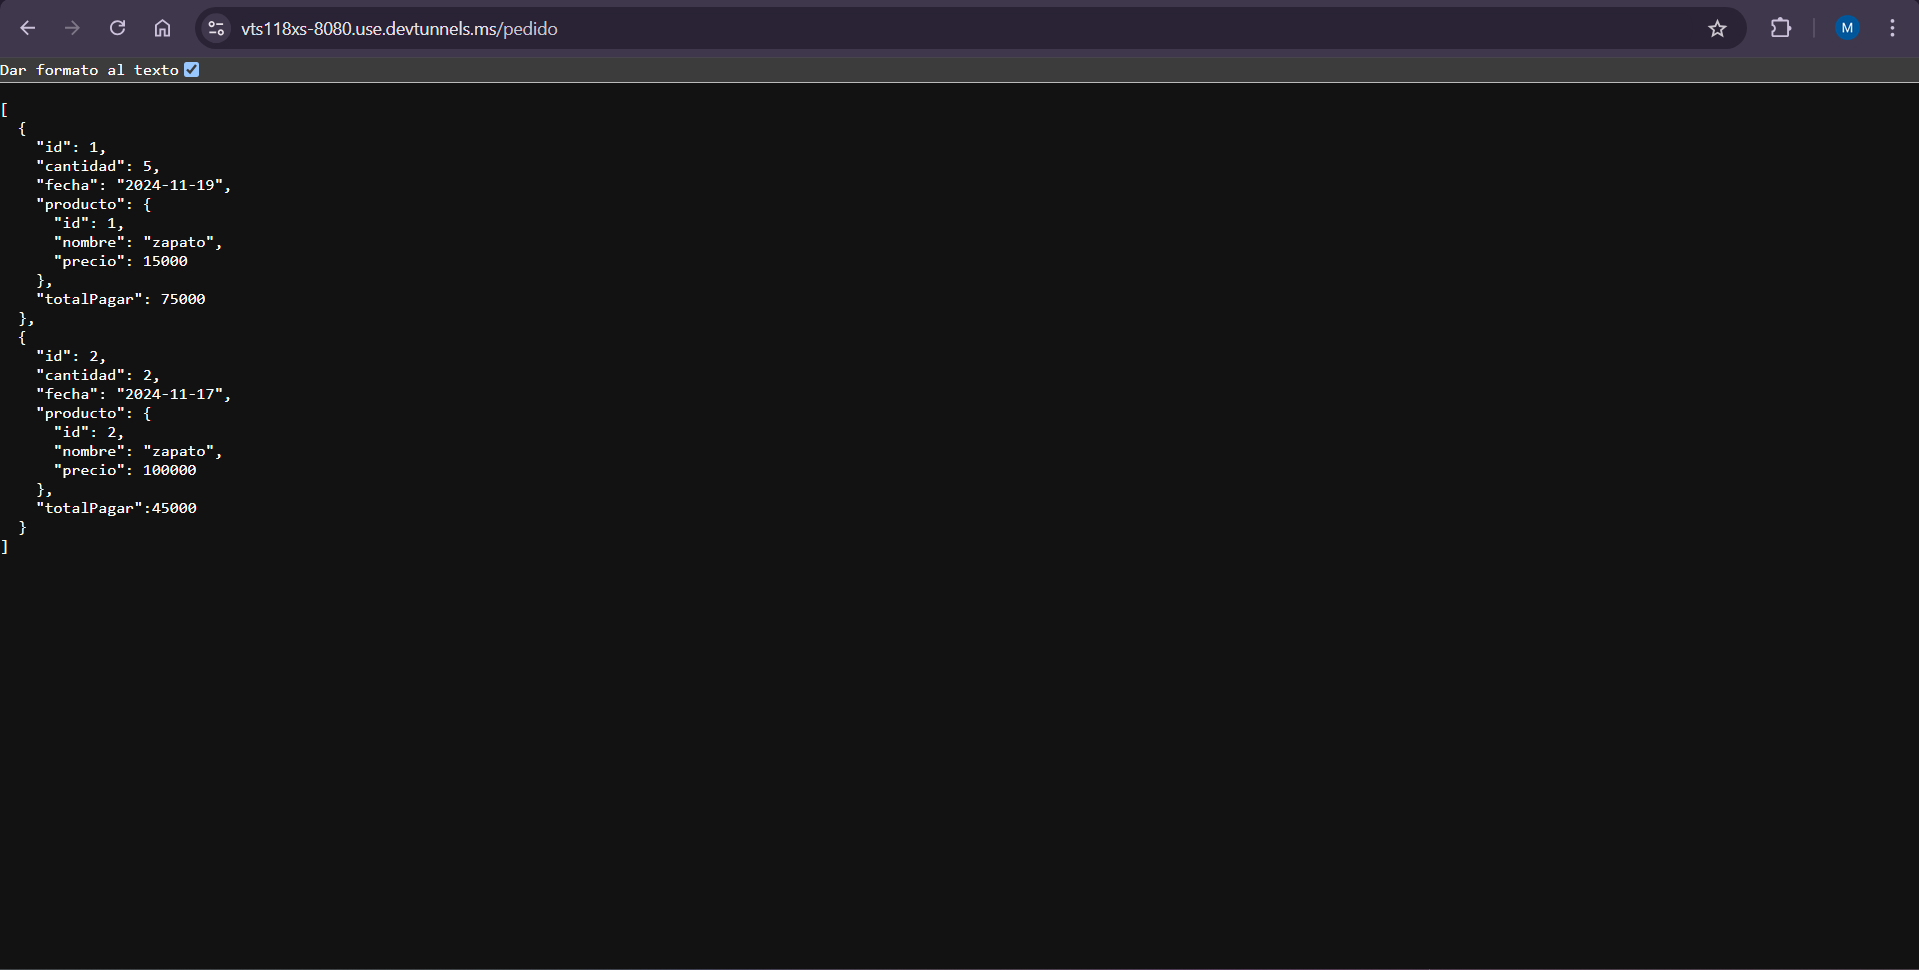 vts118xs-8080.use.devtunnels.ms/pedido
M
Dar formato al texto
[
  {
    "id": 1,
    "cantidad": 5,
    "fecha": "2024-11-19",
    "producto": {
      "id": 1,
      "nombre": "zapato",
      "precio": 15000
    },
    "totalPagar": 75000
  },
  {
    "id": 2,
    "cantidad": 2,
    "fecha": "2024-11-17",
    "producto": {
      "id": 2,
      "nombre": "zapato",
      "precio": 100000
    },
    "totalPagar":45000
  }
]